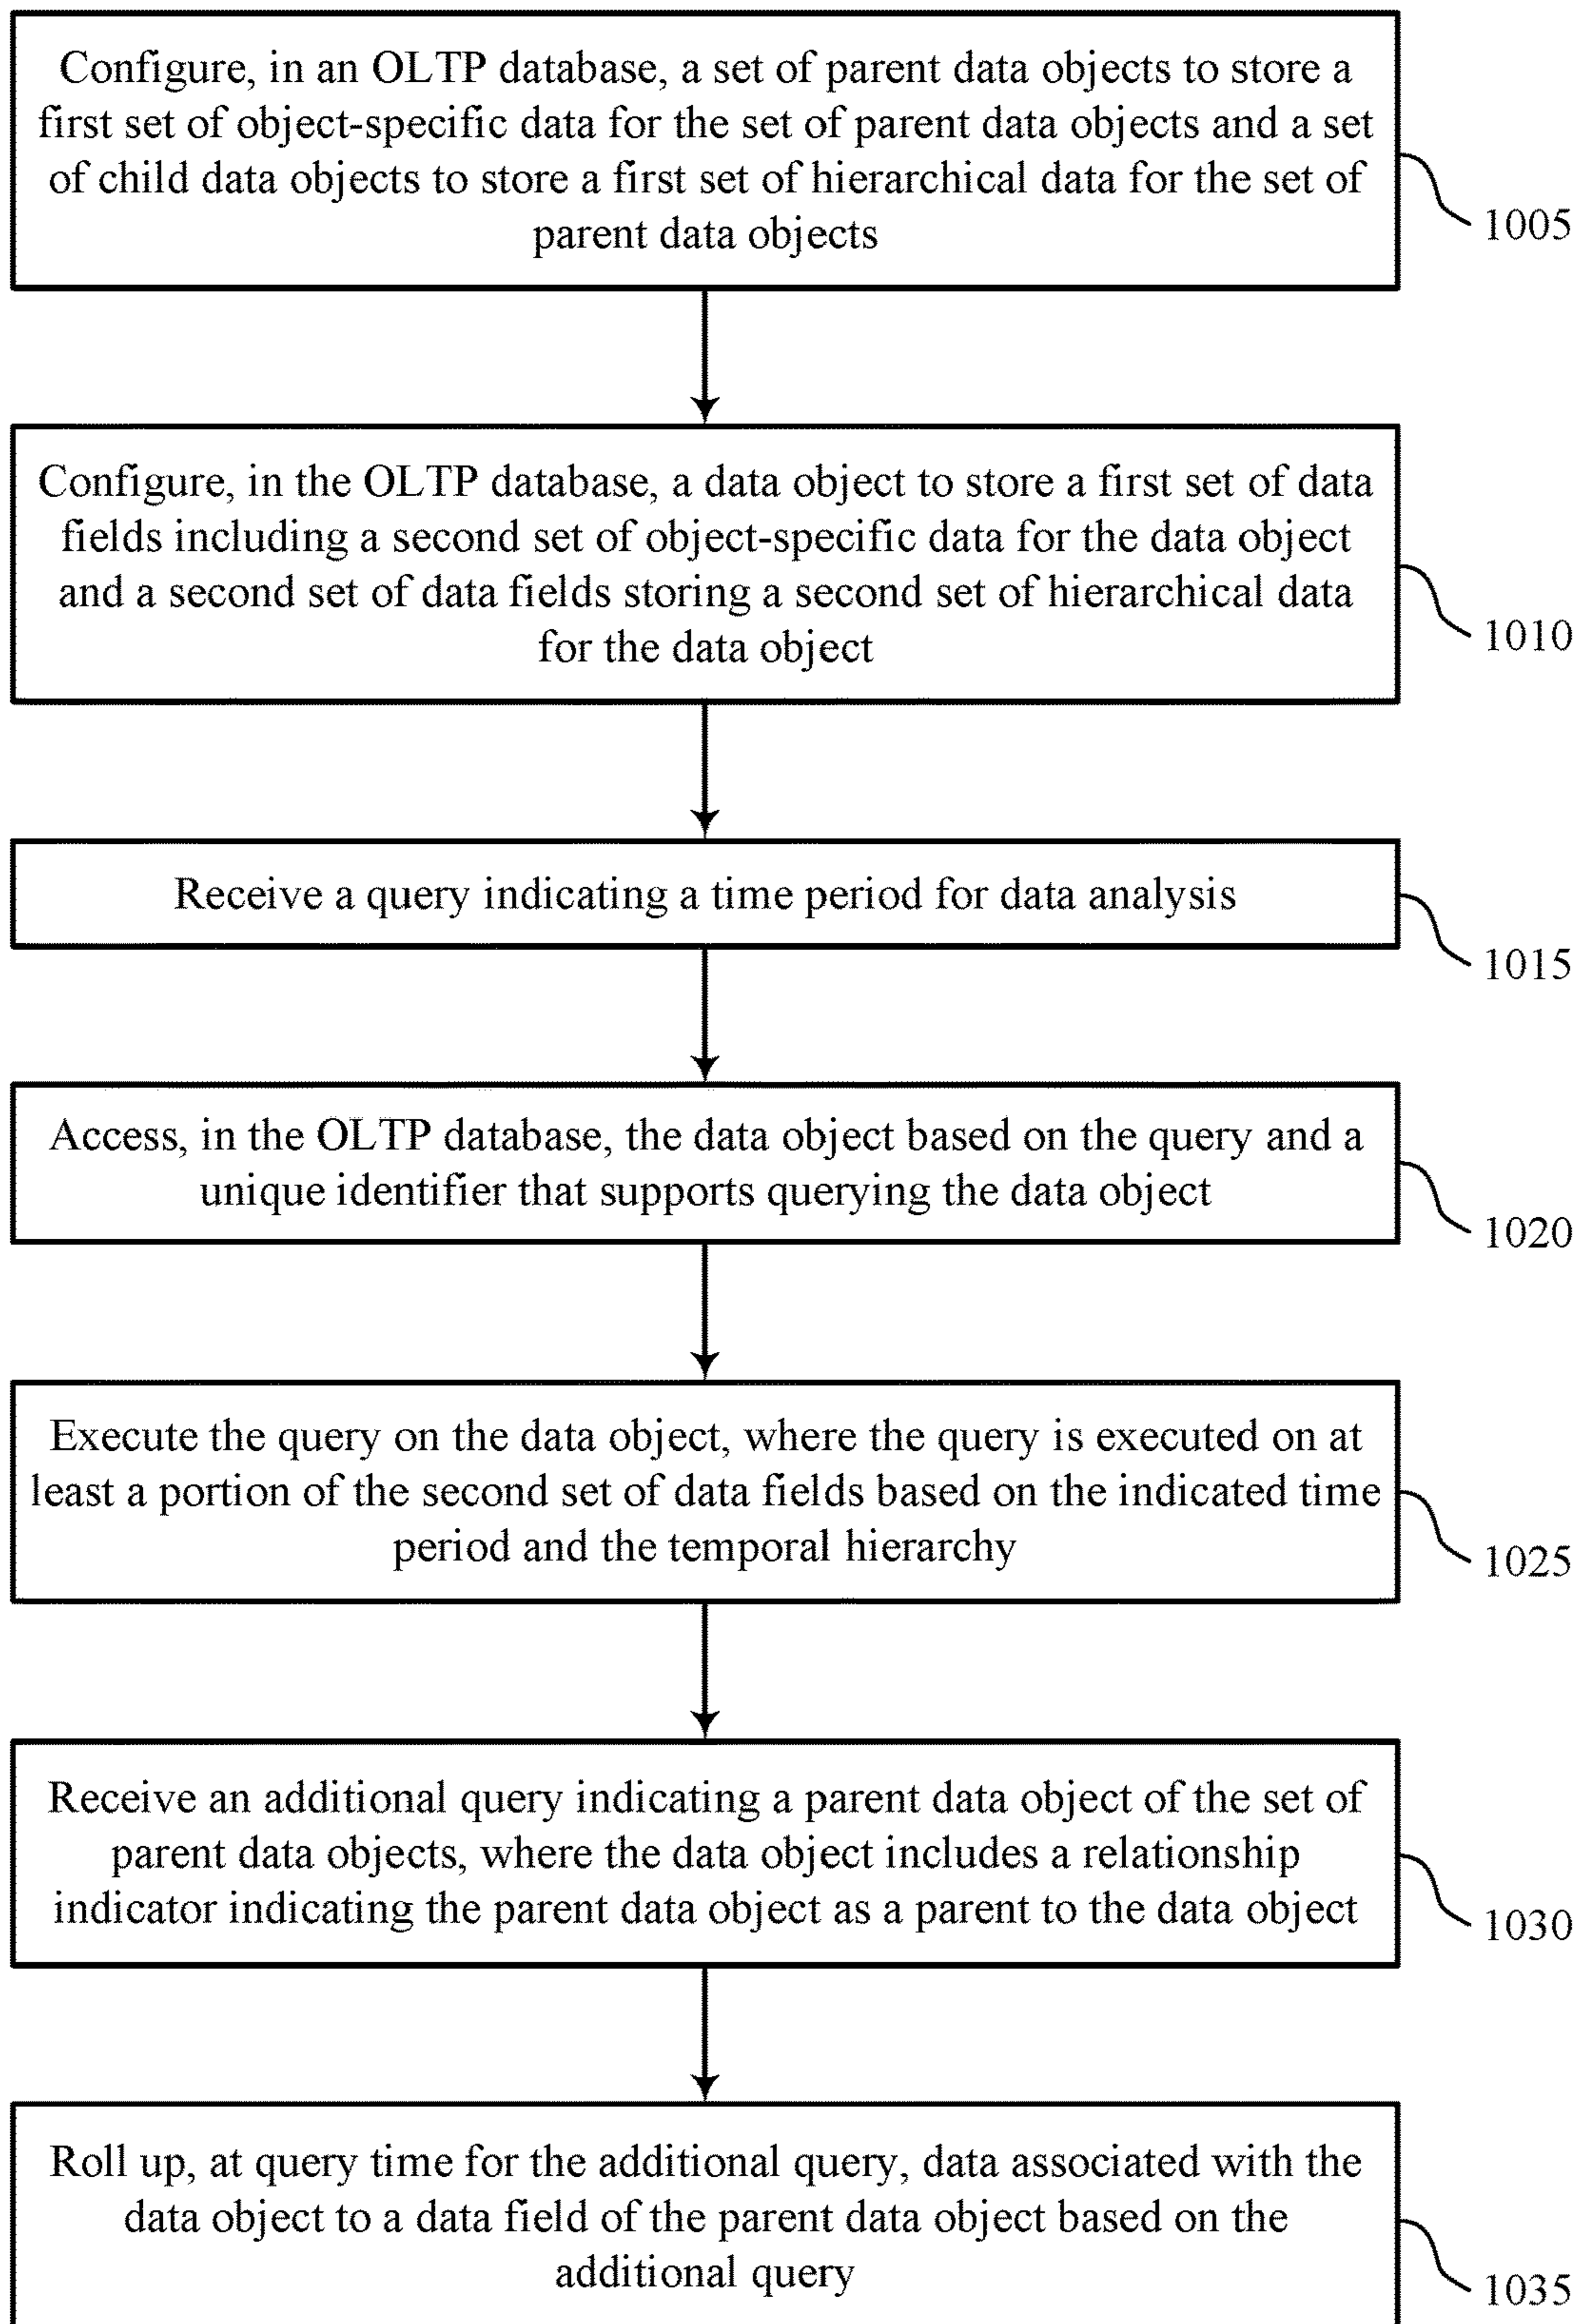 Configure, in an OLTP database, a set of parent data objects to store a
first set of object-specific data for the set of parent data objects and a set
of child data objects to store a first set of hierarchical data for the set of
parent data objects
1005
Configure, in the OLTP database, a data object to store a first set of data
fields including a second set of object-specific data for the data object
and a second set of data fields storing a second set of hierarchical data
for the data object
1010
Receive a query indicating a time period for data analysis
1015
Access, in the OLTP database, the data object based on the query and a
unique identifier that supports querying the data object
1020
Execute the query on the data object, where the query is executed on at
least a portion of the second set of data fields based on the indicated time
period and the temporal hierarchy
1025
Receive an additional query indicating a parent data object of the set of
parent data objects, where the data object includes a relationship
indicator indicating the parent data object as a parent to the data object
1030
Roll up, at query time for the additional query, data associated with the
data object to a data field of the parent data object based on the
additional query
1035